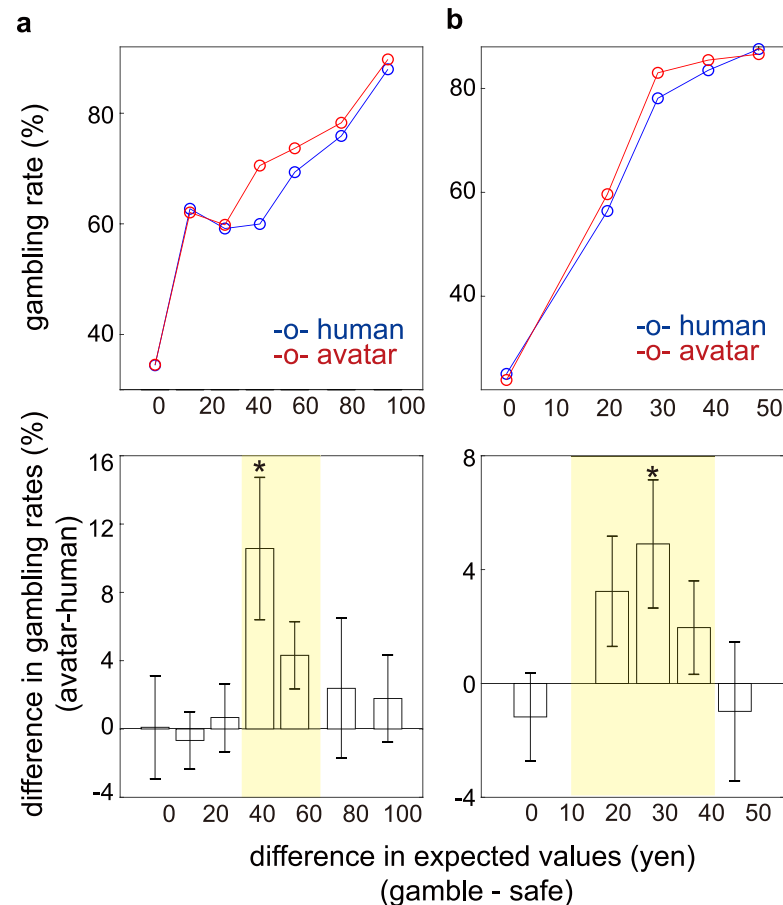 a
b
gambling rate (%)
80
60
40
-o- human
-o- avatar
0 20 40 60 80 100
80
60
40
-o- human
-o- avatar
0 10 20 30 40 50
difference in gambling rates (%)
(avatar-human)
16
12
8
4
0
-4
*
0 20 40 60 80 100
8
4
0
-4
*
0 10 20 30 40 50
difference in expected values (yen)
(gamble - safe)